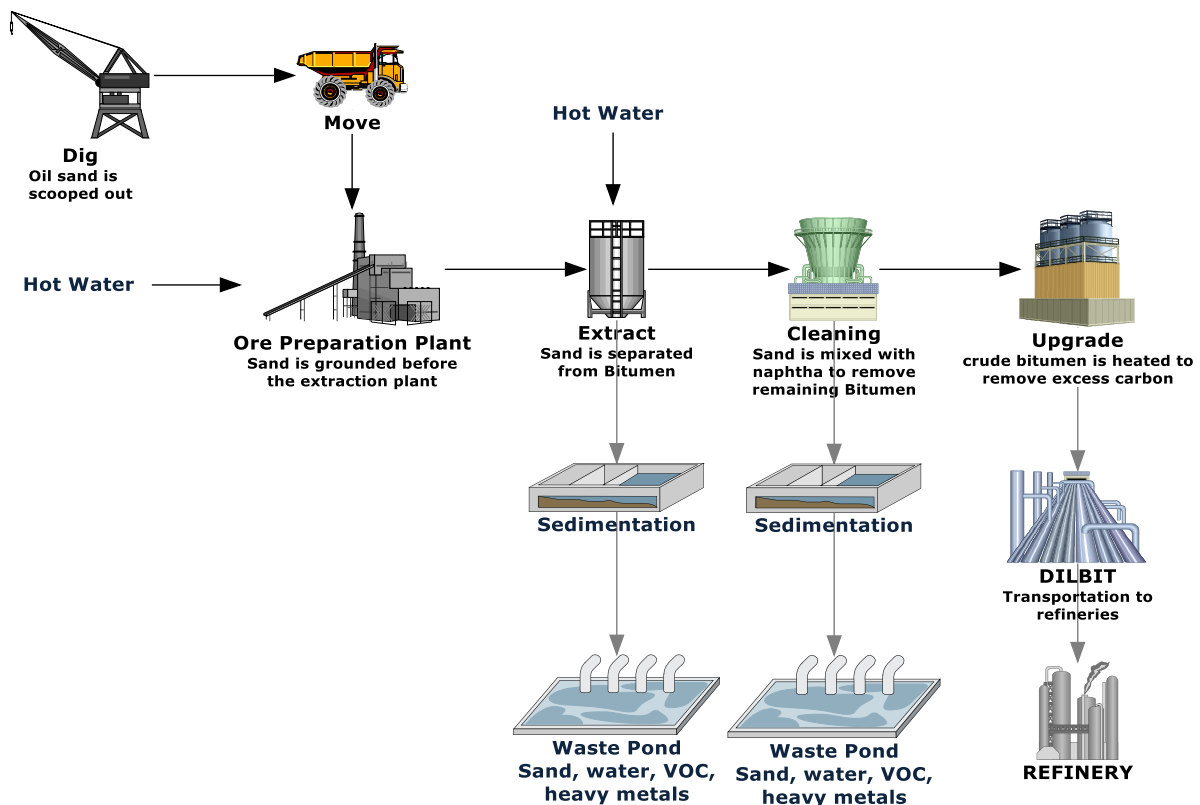 Dig
Oil sand is
scooped out
Move
Hot Water
Hot Water
Ore Preparation Plant
Sand is grounded before
the extraction plant
Extract
Sand is separated
from Bitumen
Cleaning
Sand is mixed with
naphtha to remove
remaining Bitumen
Upgrade
crude bitumen is heated to
remove excess carbon
Sedimentation
Sedimentation
DILBIT
Transportation to
refineries
Waste Pond
Sand, water, VOC,
heavy metals
Waste Pond
Sand, water, VOC,
heavy metals
REFINERY